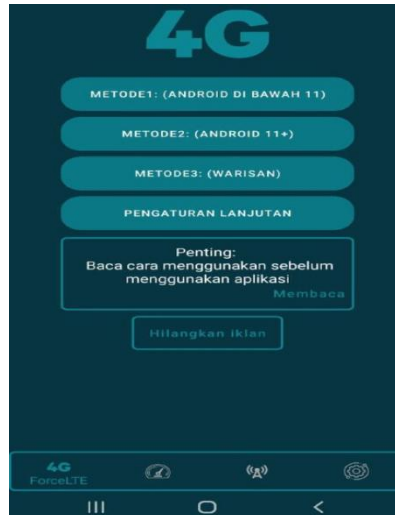 4G
METODE1: (ANDROID DI BAWAH 11)
METODE2: (ANDROID 11+)
METODE3: (WARISAN)
PENGATURAN LANJUTAN
Penting:
Baca cara menggunakan sebelum
menggunakan aplikasi
Membaca
Hilangkan iklan
4G
ForceLTE